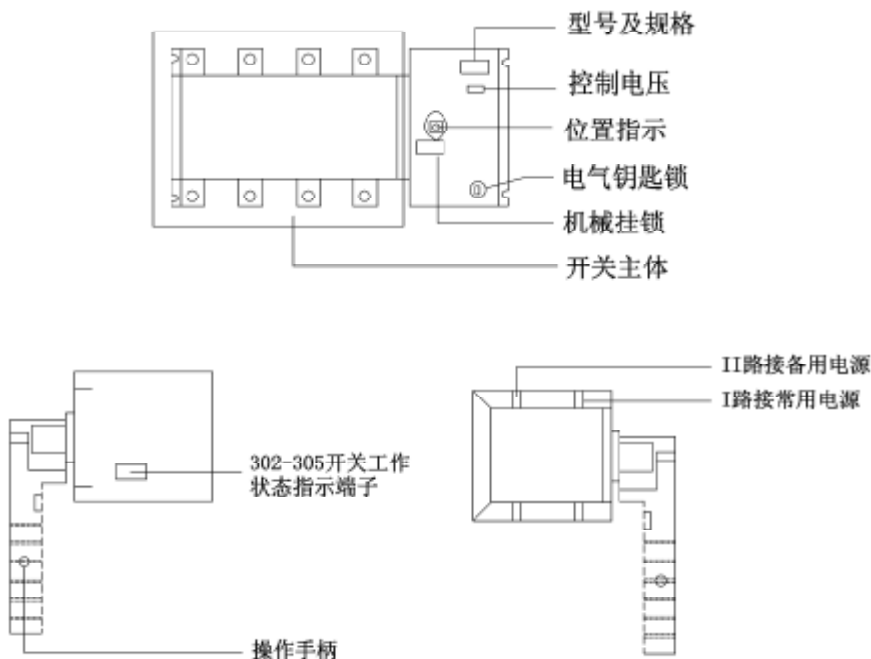 型号及规格
控制电压
位置指示
电气钥匙锁
机械挂锁
开关主体
II路接备用电源
I路接常用电源
302-305开关工作
状态指示端子
操作手柄